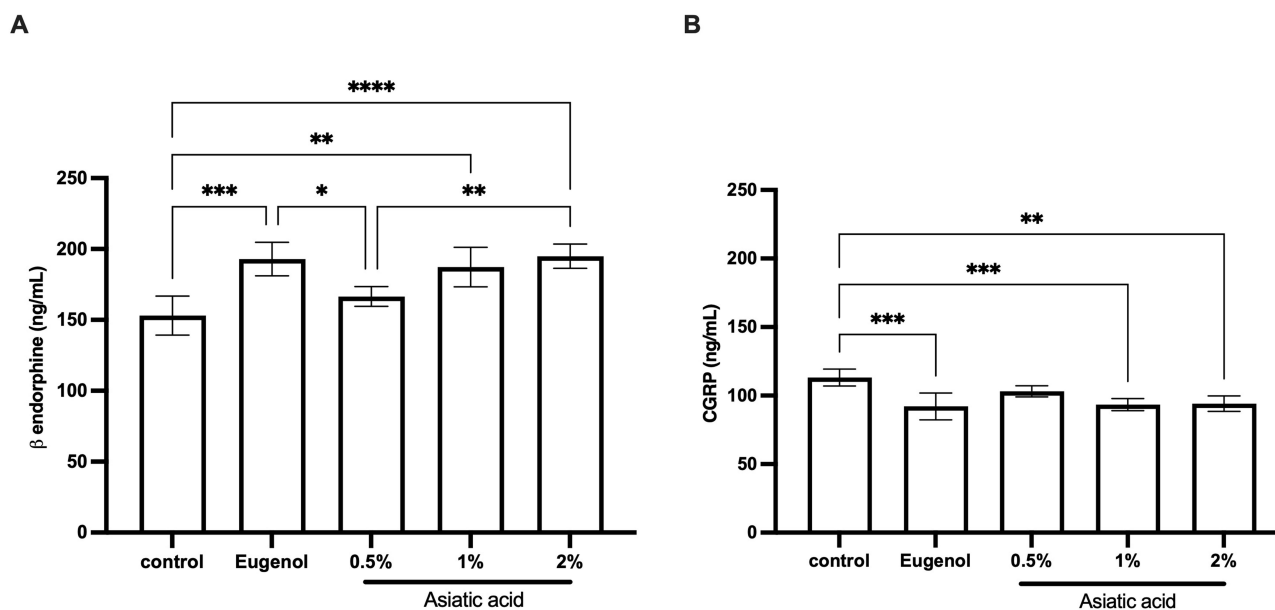 A
****
**
*** * **
250
200
150
100
50
0
β endorphine (ng/mL)
control Eugenol 0.5% 1% 2%
Asiatic acid
B
**
***
***
250
200
150
100
50
0
CGRP (ng/mL)
control Eugenol 0.5% 1% 2%
Asiatic acid